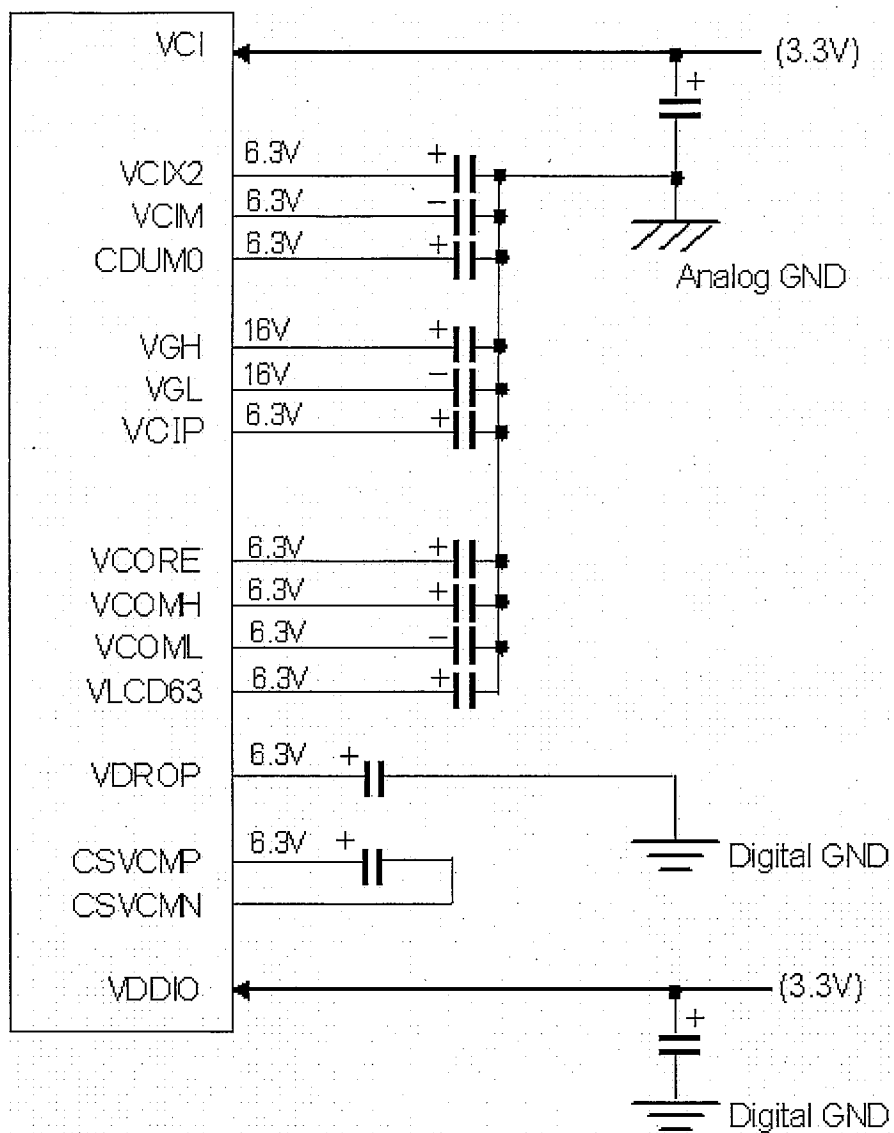 VCI (3.3V)
+
VCIX2 6.3V +
VCIM 6.3V −
CDUM0 6.3V +
Analog GND
VGH 16V +
VGL 16V −
VCIP 6.3V +
VCORE 6.3V +
VCOMH 6.3V +
VCOML 6.3V −
VLCD63 6.3V +
VDROP 6.3V +
Digital GND
CSVCMP 6.3V +
CSVCMN
VDDIO (3.3V)
+
Digital GND